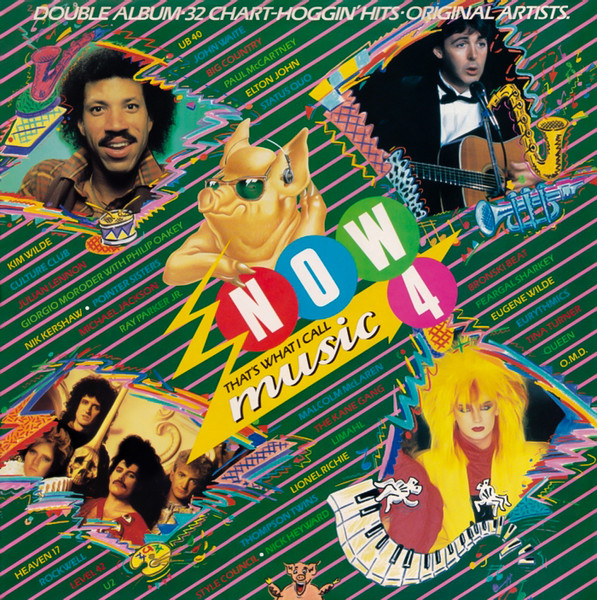 DOUBLE ALBUM•32 CHART-HOGGIN' HITS•ORIGINAL ARTISTS.
UB 40
JOHN WAITE
BIG COUNTRY
PAUL McCARTNEY
ELTON JOHN
STATUS QUO
KIM WILDE
CULTURE CLUB
JULIAN LENNON
GIORGIO MORODER WITH PHILIP OAKEY
NIK KERSHAW • POINTER SISTERS
MICHAEL JACKSON
RAY PARKER JR.
NOW
4
THAT'S WHAT I CALL
music
BRONSKI BEAT
FEARGAL SHARKEY
EUGENE WILDE
EURYTHMICS
TINA TURNER
QUEEN
O.M.D.
MALCOLM McLAREN
THE KANE GANG
LIMAHL
LIONEL RICHIE
THOMPSON TWINS
STYLE COUNCIL • NICK HEYWARD
HEAVEN 17
ROCKWELL
LEVEL 42
U2